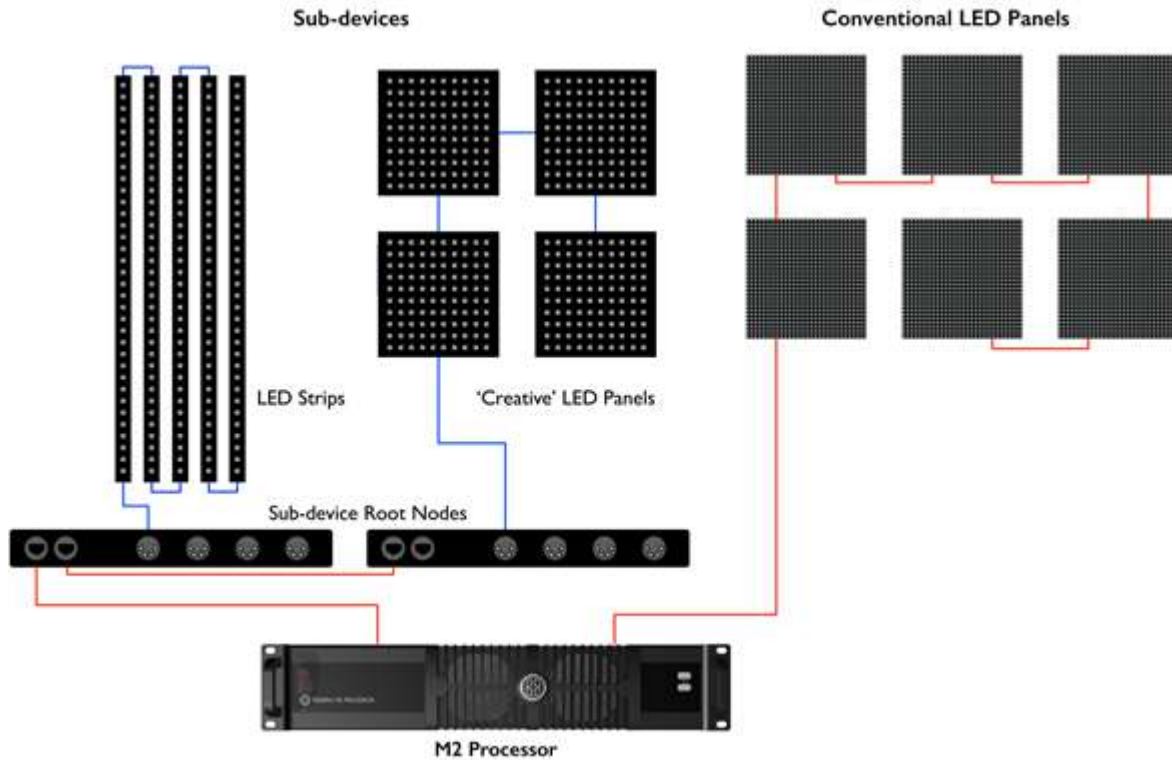 Sub-devices
Conventional LED Panels
LED Strips
'Creative' LED Panels
Sub-device Root Nodes
M2 Processor